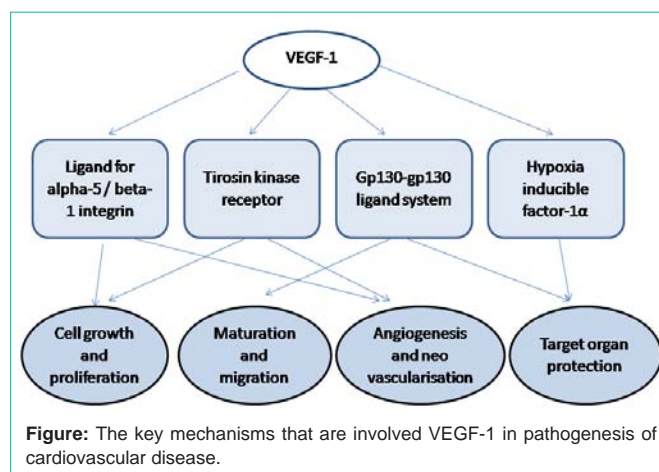 VEGF-1
Ligand for
alpha-5 / beta-
1 integrin
Tirosin kinase
receptor
Gp130-gp130
ligand system
Hypoxia
inducible
factor-1α
Cell growth
and
proliferation
Maturation
and
migration
Angiogenesis
and neo
vascularisation
Target organ
protection
Figure: The key mechanisms that are involved VEGF-1 in pathogenesis of
cardiovascular disease.